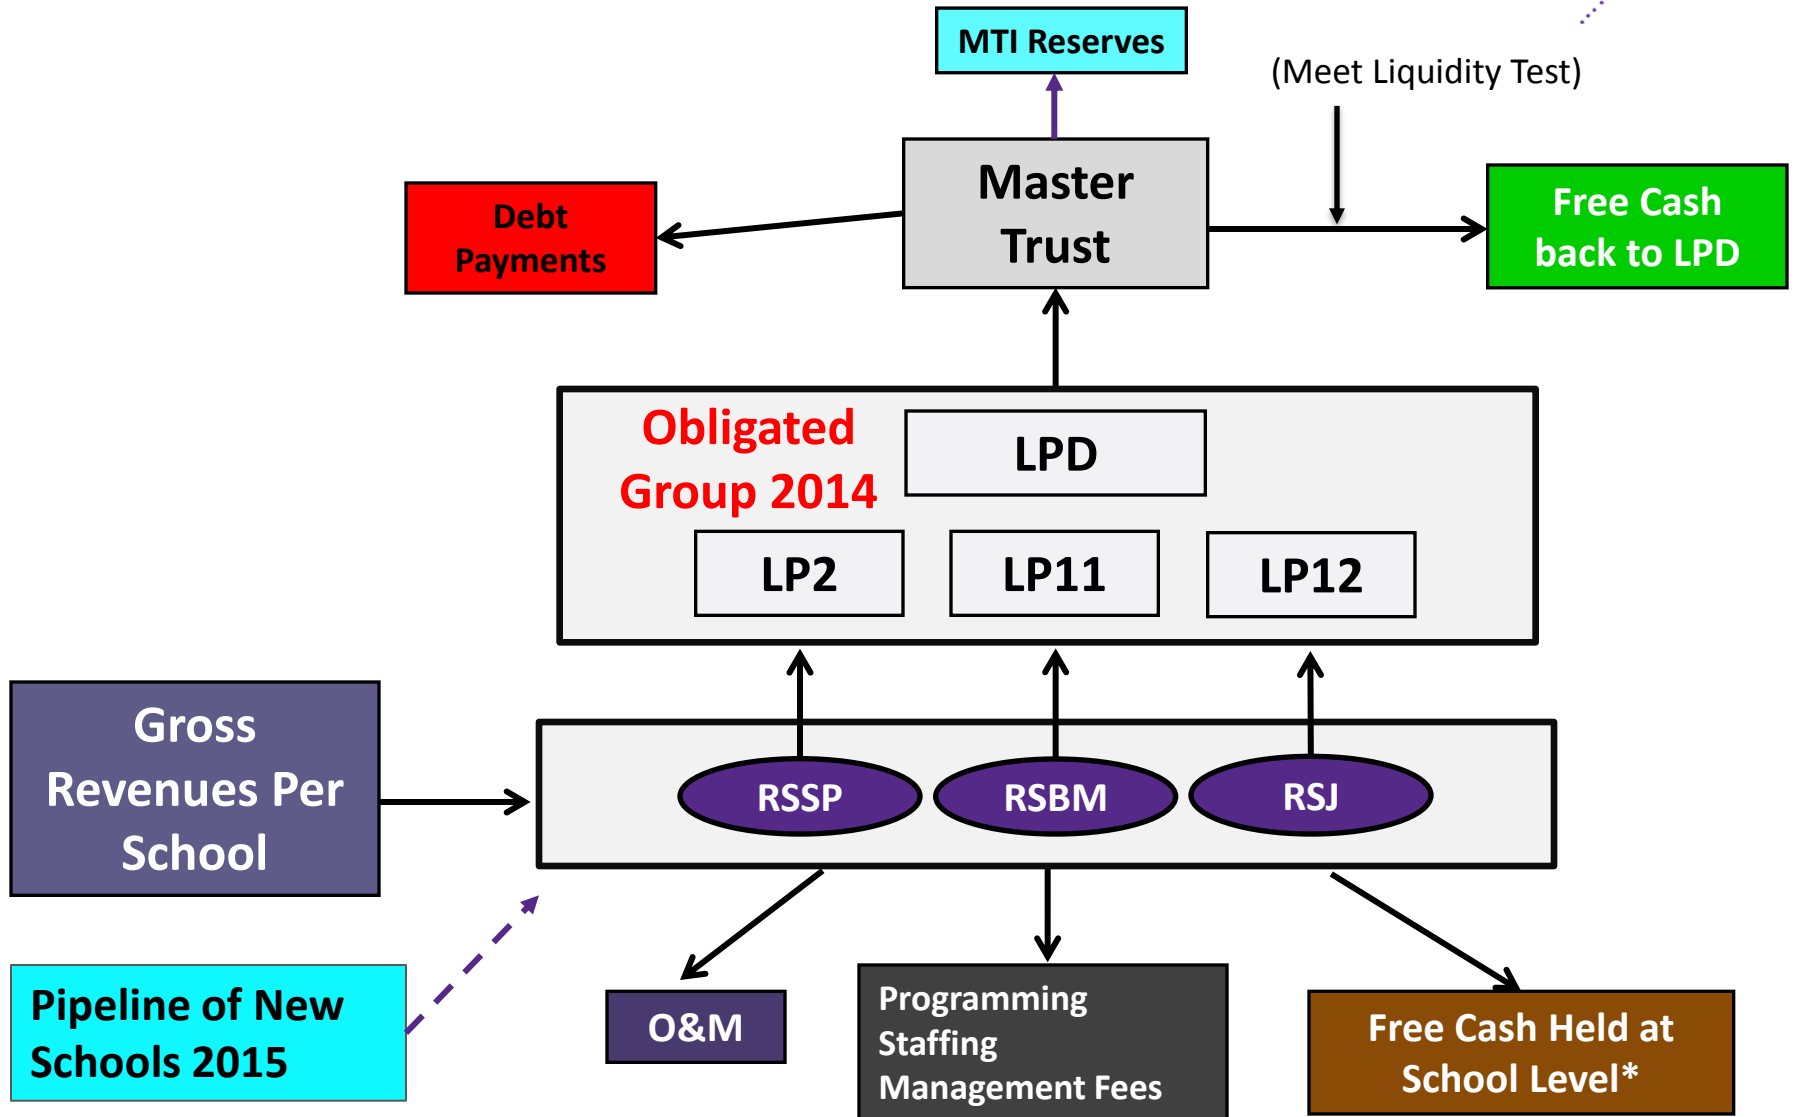 MTI Reserves
(Meet Liquidity Test)
Master
Trust
Debt
Payments
Free Cash
back to LPD
Obligated
Group 2014
LPD
LP2
LP11
LP12
Gross
Revenues Per
School
RSSP
RSBM
RSJ
Pipeline of New
Schools 2015
O&M
Programming
Staffing
Management Fees
Free Cash Held at
School Level*